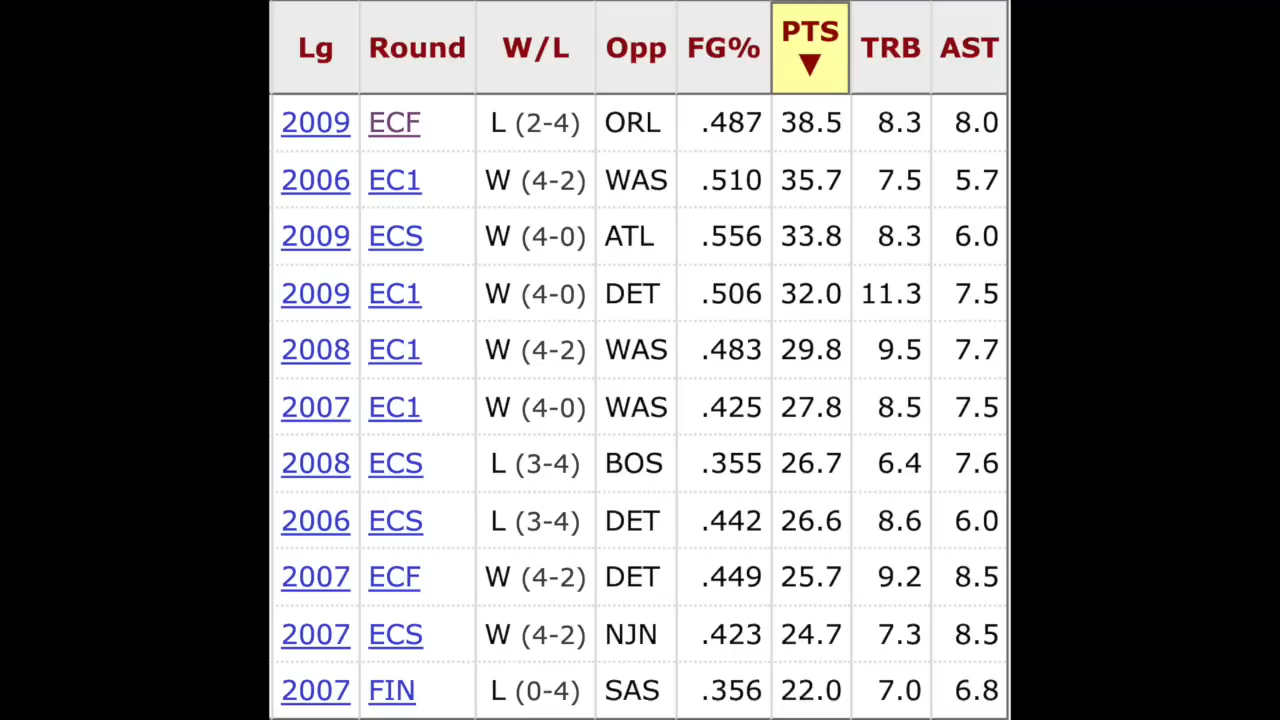 Lg Round W/L Opp FG% PTS ▼ TRB AST
2009 ECF L (2-4) ORL .487 38.5 8.3 8.0
2006 EC1 W (4-2) WAS .510 35.7 7.5 5.7
2009 ECS W (4-0) ATL .556 33.8 8.3 6.0
2009 EC1 W (4-0) DET .506 32.0 11.3 7.5
2008 EC1 W (4-2) WAS .483 29.8 9.5 7.7
2007 EC1 W (4-0) WAS .425 27.8 8.5 7.5
2008 ECS L (3-4) BOS .355 26.7 6.4 7.6
2006 ECS L (3-4) DET .442 26.6 8.6 6.0
2007 ECF W (4-2) DET .449 25.7 9.2 8.5
2007 ECS W (4-2) NJN .423 24.7 7.3 8.5
2007 FIN L (0-4) SAS .356 22.0 7.0 6.8